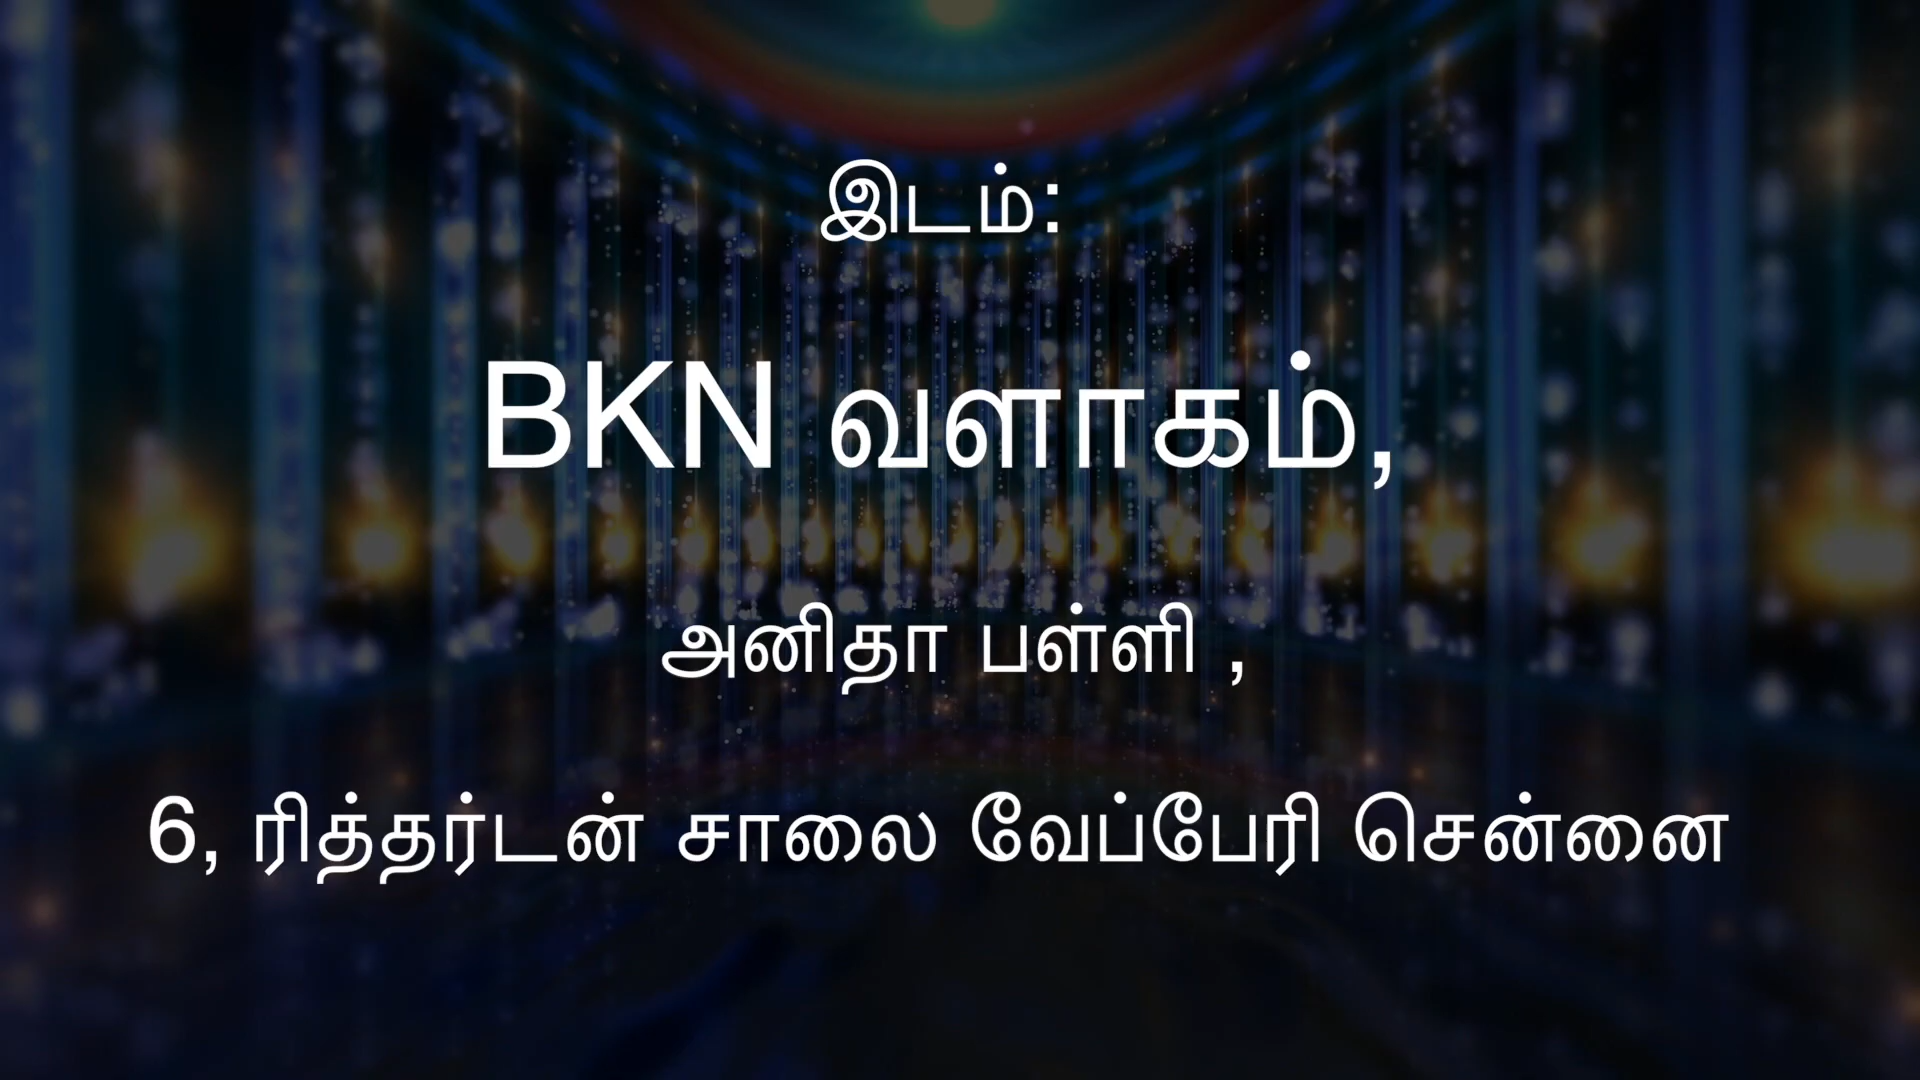 இடம்:
BKN வளாகம்,
அனிதா பள்ளி ,
6, ரித்தர்டன் சாலை வேப்பேரி சென்னை